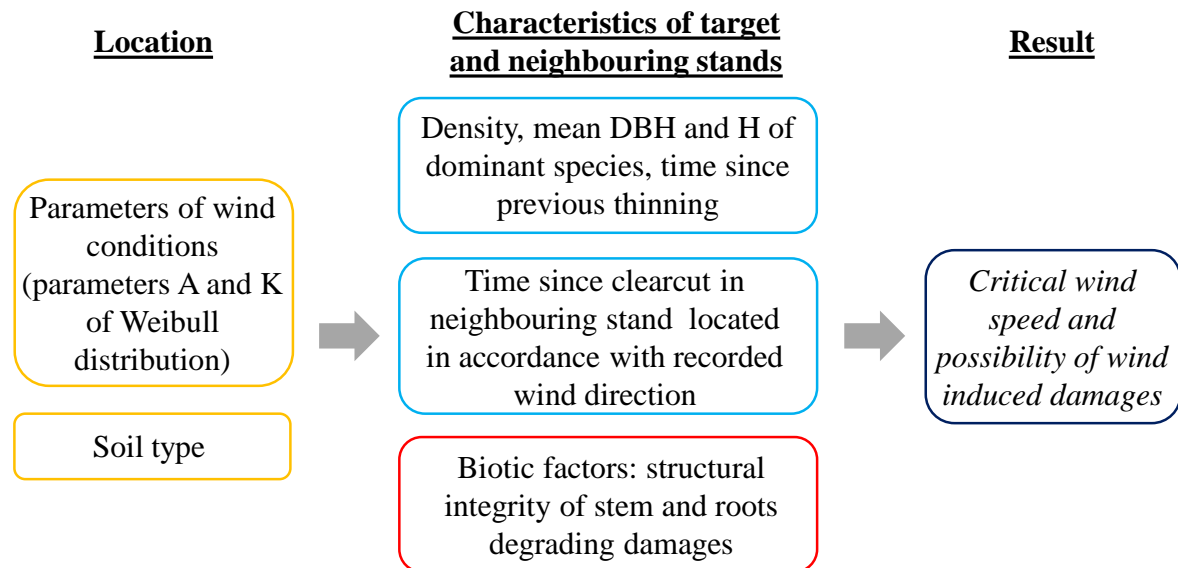 Location
Parameters of wind
conditions
(parameters A and K
of Weibull
distribution)
Soil type
Characteristics of target
and neighbouring stands
Density, mean DBH and H of
dominant species, time since
previous thinning
Time since clearcut in
neighbouring stand located
in accordance with recorded
wind direction
Biotic factors: structural
integrity of stem and roots
degrading damages
Result
Critical wind
speed and
possibility of wind
induced damages